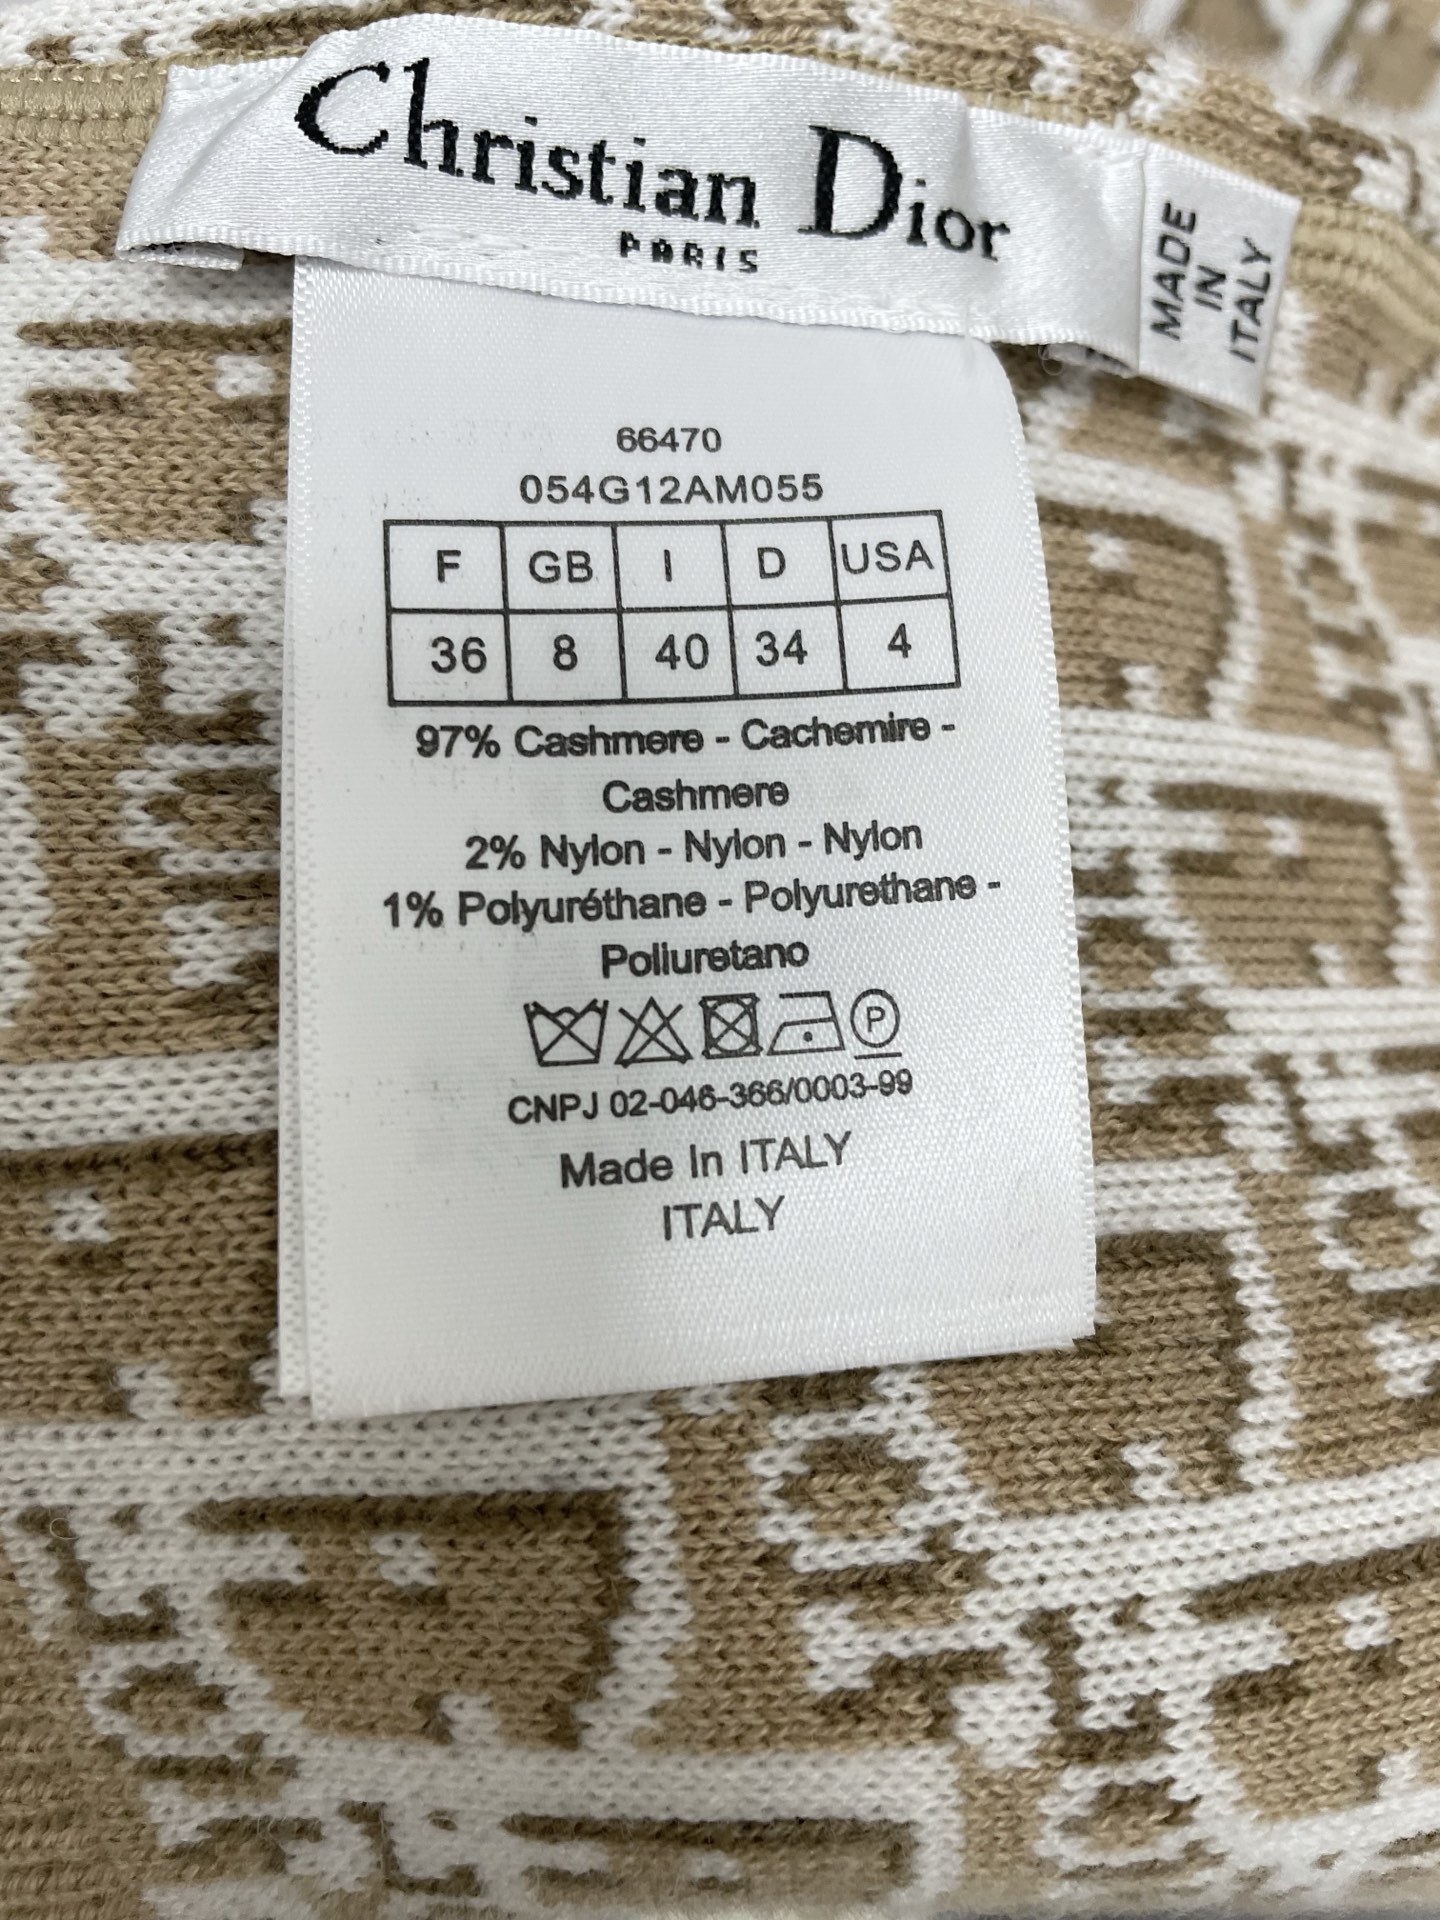 Christian Dior
PARIS
MADE
IN
ITALY
66470
054G12AM055
F GB I D USA
36 8 40 34 4
97% Cashmere - Cachemire -
Cashmere
2% Nylon - Nylon - Nylon
1% Polyuréthane - Polyurethane -
Poliuretano
P
CNPJ 02-046-366/0003-99
Made In ITALY
ITALY